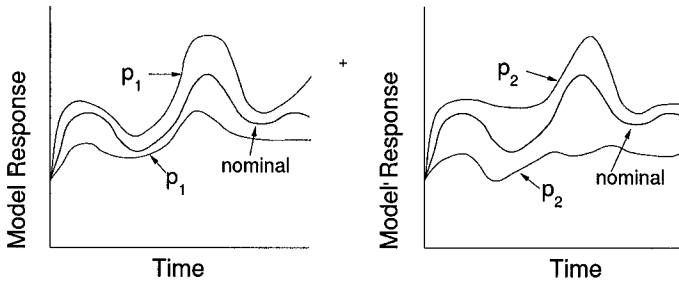 Model Response
p1
nominal
p1
Time
+
Model' Response
p2
nominal
p2
Time